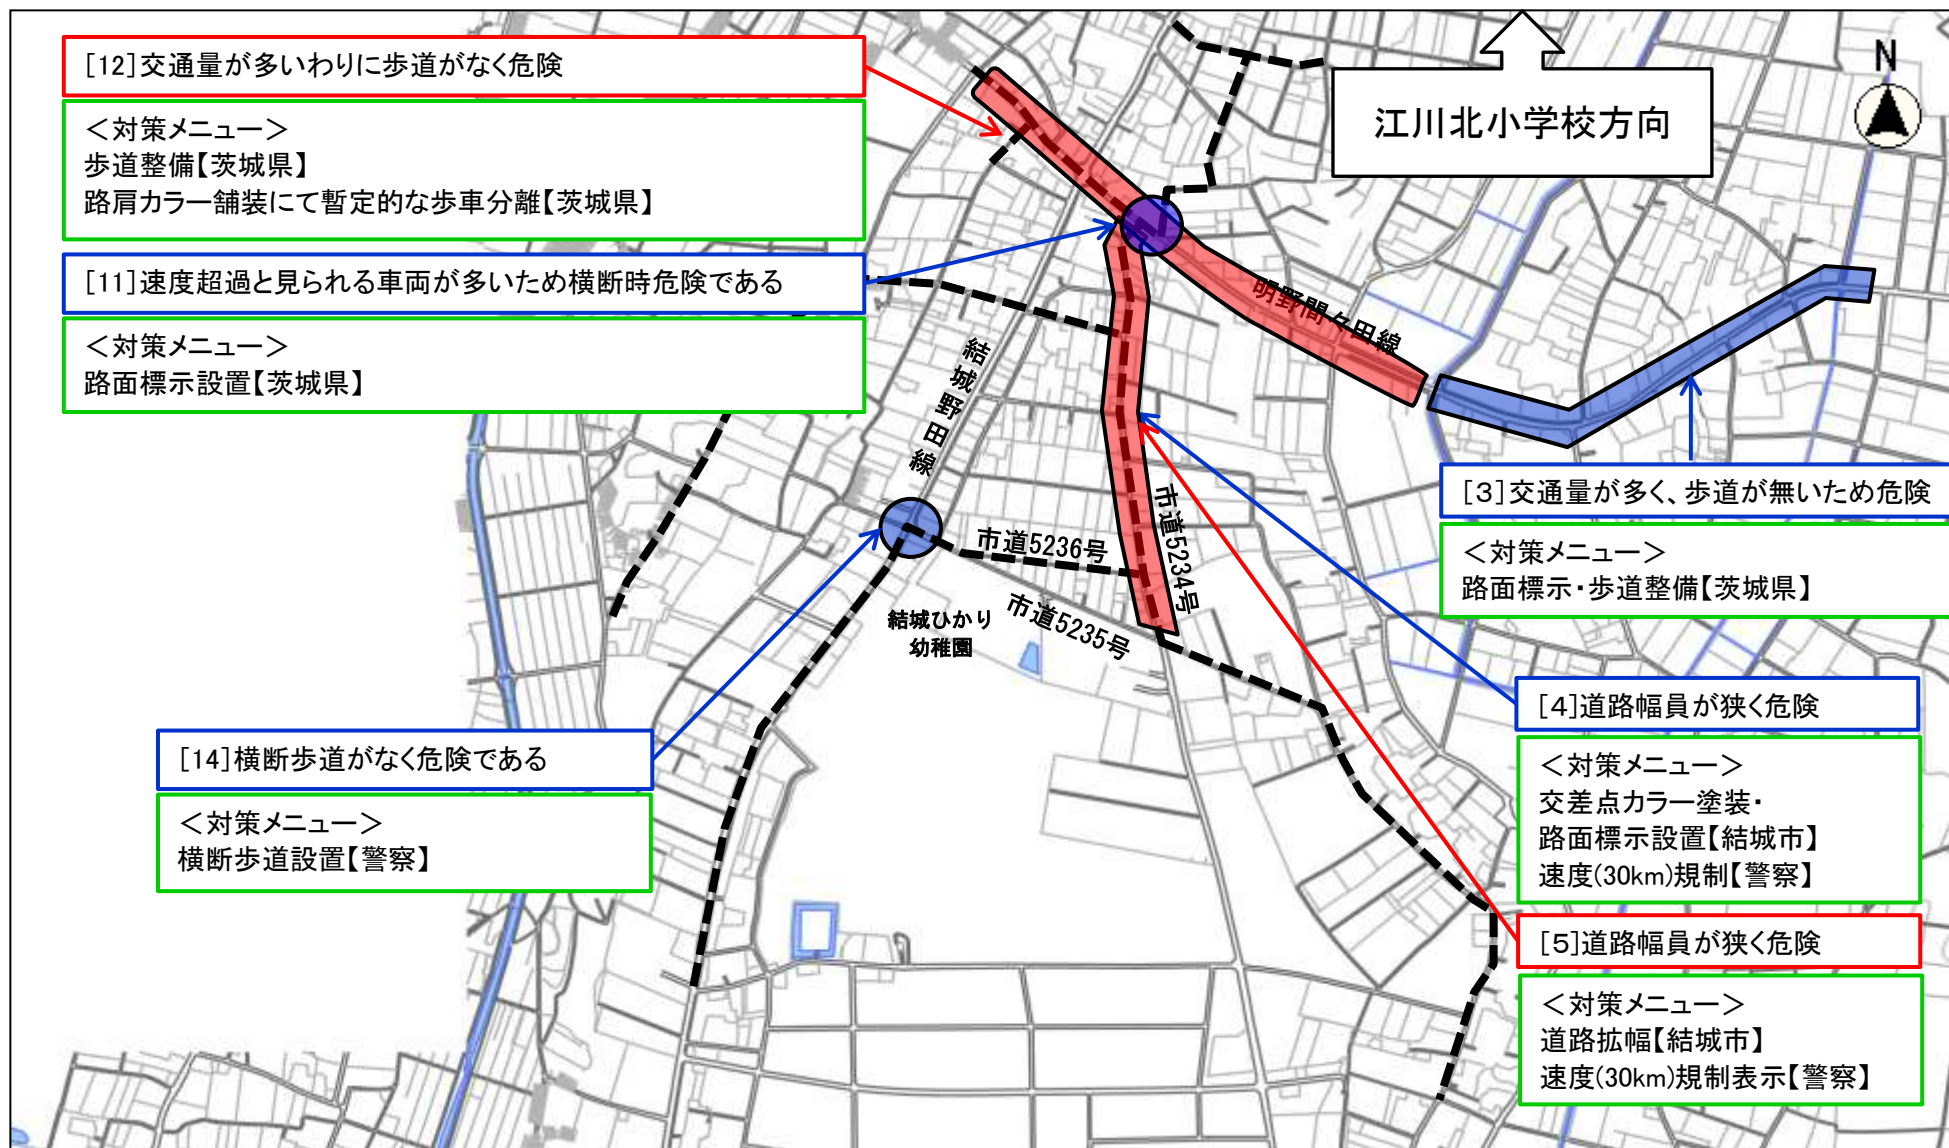 [12]交通量が多いわりに歩道がなく危険
＜対策メニュー＞
歩道整備【茨城県】
路肩カラー舗装にて暫定的な歩車分離【茨城県】
[11]速度超過と見られる車両が多いため横断時危険である
＜対策メニュー＞
路面標示設置【茨城県】
江川北小学校方向
N
明野間々田線
結城野田線
[3]交通量が多く、歩道が無いため危険
＜対策メニュー＞
路面標示・歩道整備【茨城県】
市道5236号
市道5234号
市道5235号
結城ひかり
幼稚園
[14]横断歩道がなく危険である
＜対策メニュー＞
横断歩道設置【警察】
[4]道路幅員が狭く危険
＜対策メニュー＞
交差点カラー塗装・
路面標示設置【結城市】
速度(30km)規制【警察】
[5]道路幅員が狭く危険
＜対策メニュー＞
道路拡幅【結城市】
速度(30km)規制表示【警察】